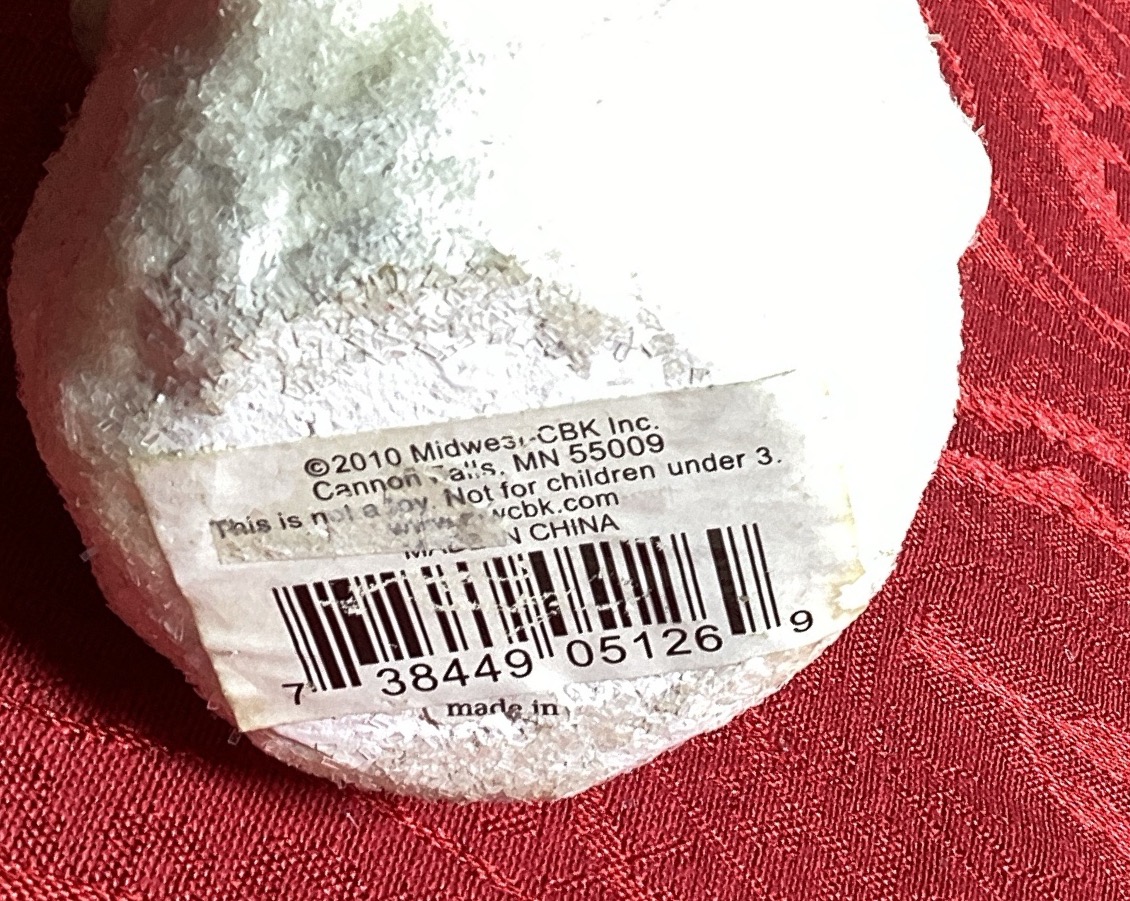 ©2010 Midwest-CBK Inc.
Cannon Falls, MN 55009
This is not a toy. Not for children under 3.
MADE IN CHINA
7 38449 05126 9
made in